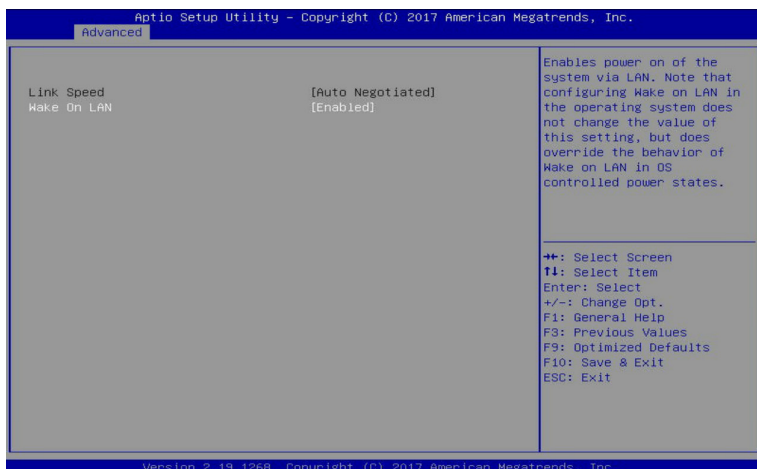 Aptio Setup Utility – Copyright (C) 2017 American Megatrends, Inc.
Advanced
Link Speed [Auto Negotiated]
Wake On LAN [Enabled]
Enables power on of the
system via LAN. Note that
configuring Wake on LAN in
the operating system does
not change the value of
this setting, but does
override the behavior of
Wake on LAN in OS
controlled power states.
→←: Select Screen
↑↓: Select Item
Enter: Select
+/-: Change Opt.
F1: General Help
F3: Previous Values
F9: Optimized Defaults
F10: Save & Exit
ESC: Exit
Version 2.19.1268. Copyright (C) 2017 American Megatrends, Inc.